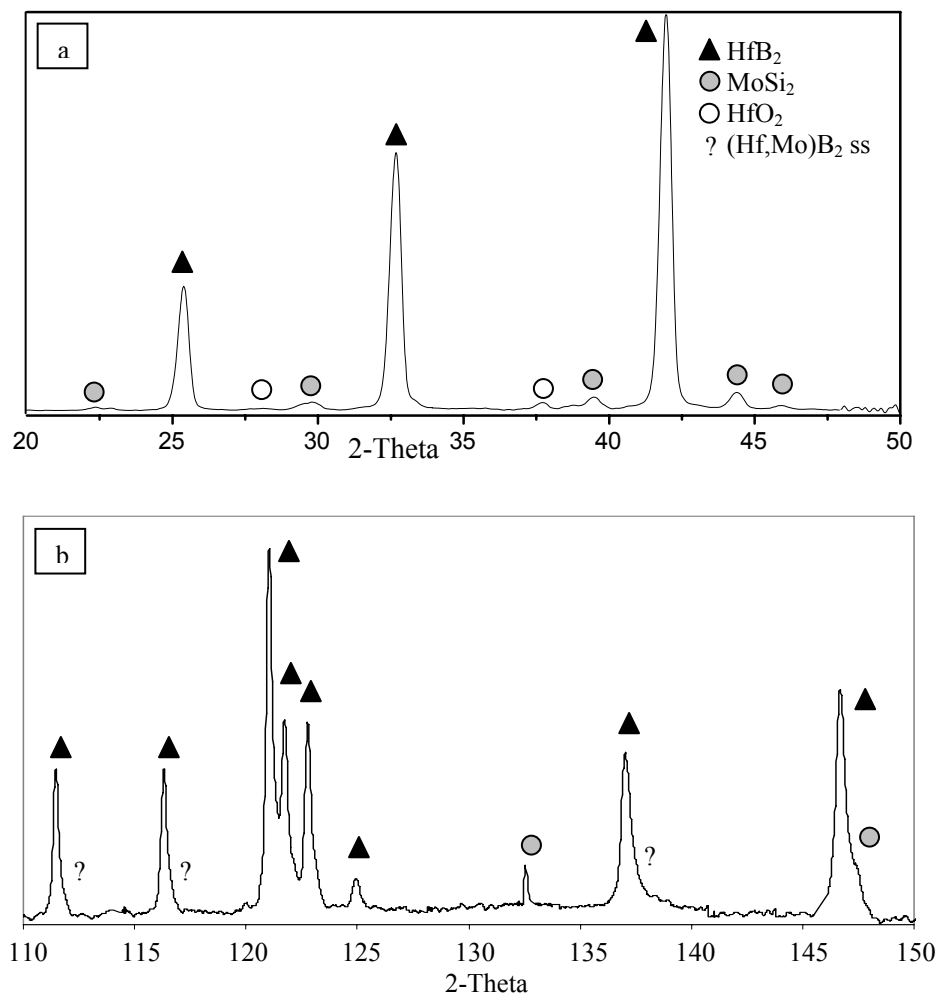 a
▲ HfB₂
MoSi₂
HfO₂
? (Hf,Mo)B₂ ss
20 25 30 35 40 45 50
2-Theta
b
? ? ?
110 115 120 125 130 135 140 145 150
2-Theta